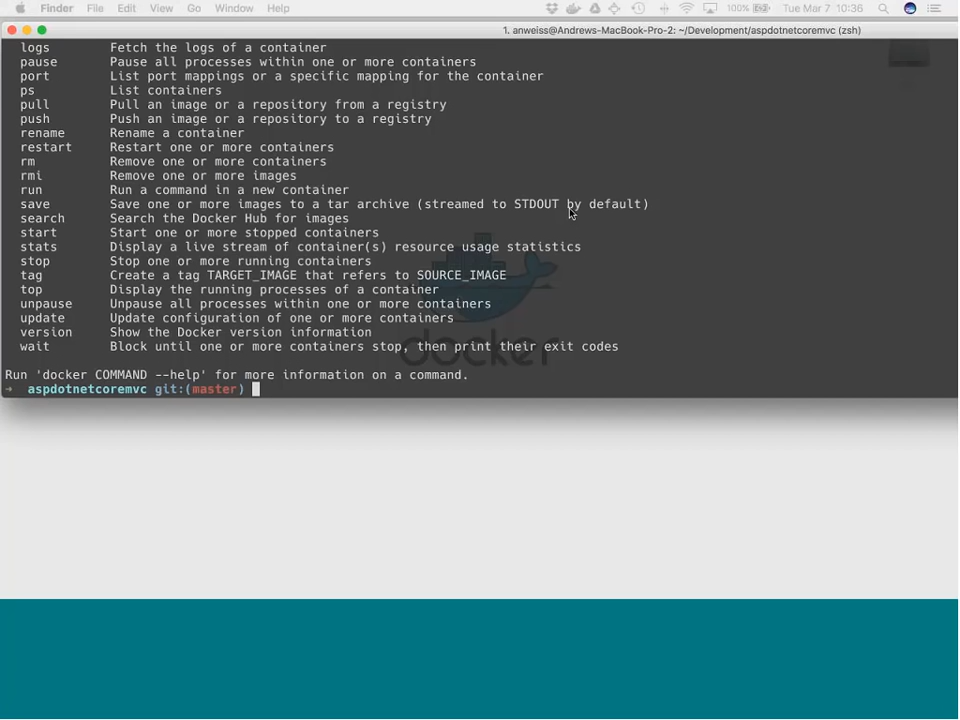 Finder File Edit View Go Window Help 100% Tue Mar 7 10:36
1. anweiss@Andrews-MacBook-Pro-2: ~/Development/aspdotnetcoremvc (zsh)
logs Fetch the logs of a container
pause Pause all processes within one or more containers
port List port mappings or a specific mapping for the container
ps List containers
pull Pull an image or a repository from a registry
push Push an image or a repository to a registry
rename Rename a container
restart Restart one or more containers
rm Remove one or more containers
rmi Remove one or more images
run Run a command in a new container
save Save one or more images to a tar archive (streamed to STDOUT by default)
search Search the Docker Hub for images
start Start one or more stopped containers
stats Display a live stream of container(s) resource usage statistics
stop Stop one or more running containers
tag Create a tag TARGET_IMAGE that refers to SOURCE_IMAGE
top Display the running processes of a container
unpause Unpause all processes within one or more containers
update Update configuration of one or more containers
version Show the Docker version information
wait Block until one or more containers stop, then print their exit codes
docker
Run 'docker COMMAND --help' for more information on a command.
→ aspdotnetcoremvc git:(master)